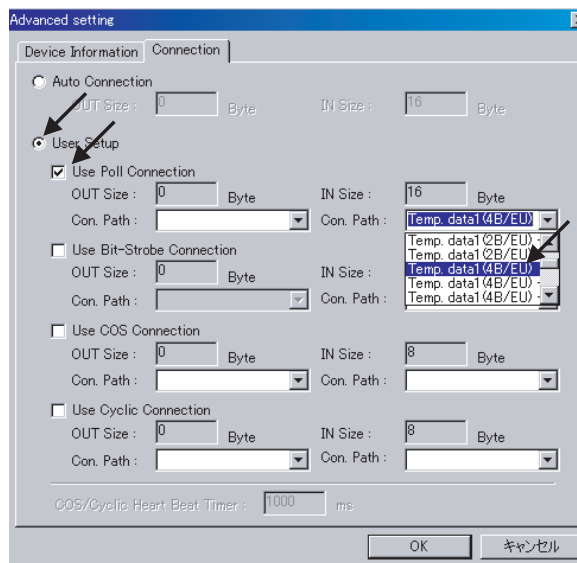 Advanced setting
Device Information Connection
Auto Connection
OUT Size : 0 Byte IN Size : 16 Byte
User Setup
Use Poll Connection
OUT Size : 0 Byte IN Size : 16 Byte
Con. Path : Con. Path : Temp. data1(4B/EU)
Temp. data1(2B/EU)
Temp. data1(2B/EU)
Use Bit-Strobe Connection
Temp. data1(4B/EU)
OUT Size : 0 Byte IN Size :
Temp. data1(4B/EU)
Con. Path : Con. Path :
Temp. data1(4B/EU)
Use COS Connection
OUT Size : 0 Byte IN Size : 8 Byte
Con. Path : Con. Path :
Use Cyclic Connection
OUT Size : 0 Byte IN Size : 8 Byte
Con. Path : Con. Path :
COS/Cyclic Heart Beat Timer : 1000 ms
OK キャンセル